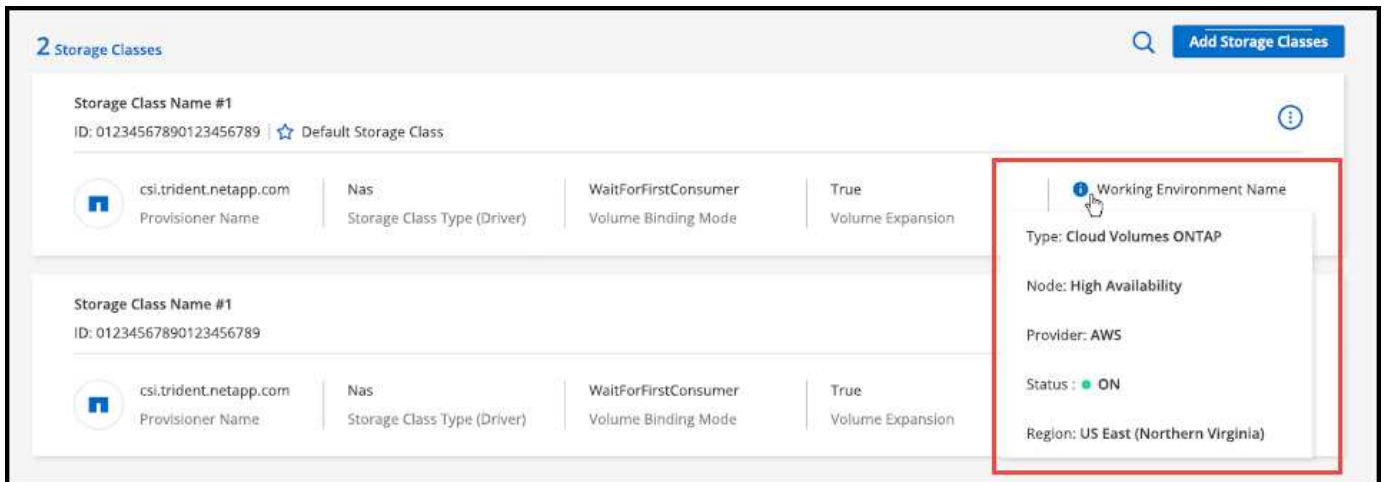 2 Storage Classes
Add Storage Classes
Storage Class Name #1
ID: 01234567890123456789 Default Storage Class
csi.trident.netapp.com Nas WaitForFirstConsumer True Working Environment Name
Provisioner Name Storage Class Type (Driver) Volume Binding Mode Volume Expansion
Type: Cloud Volumes ONTAP
Node: High Availability
Provider: AWS
Status : ON
Region: US East (Northern Virginia)
Storage Class Name #1
ID: 01234567890123456789
csi.trident.netapp.com Nas WaitForFirstConsumer True
Provisioner Name Storage Class Type (Driver) Volume Binding Mode Volume Expansion